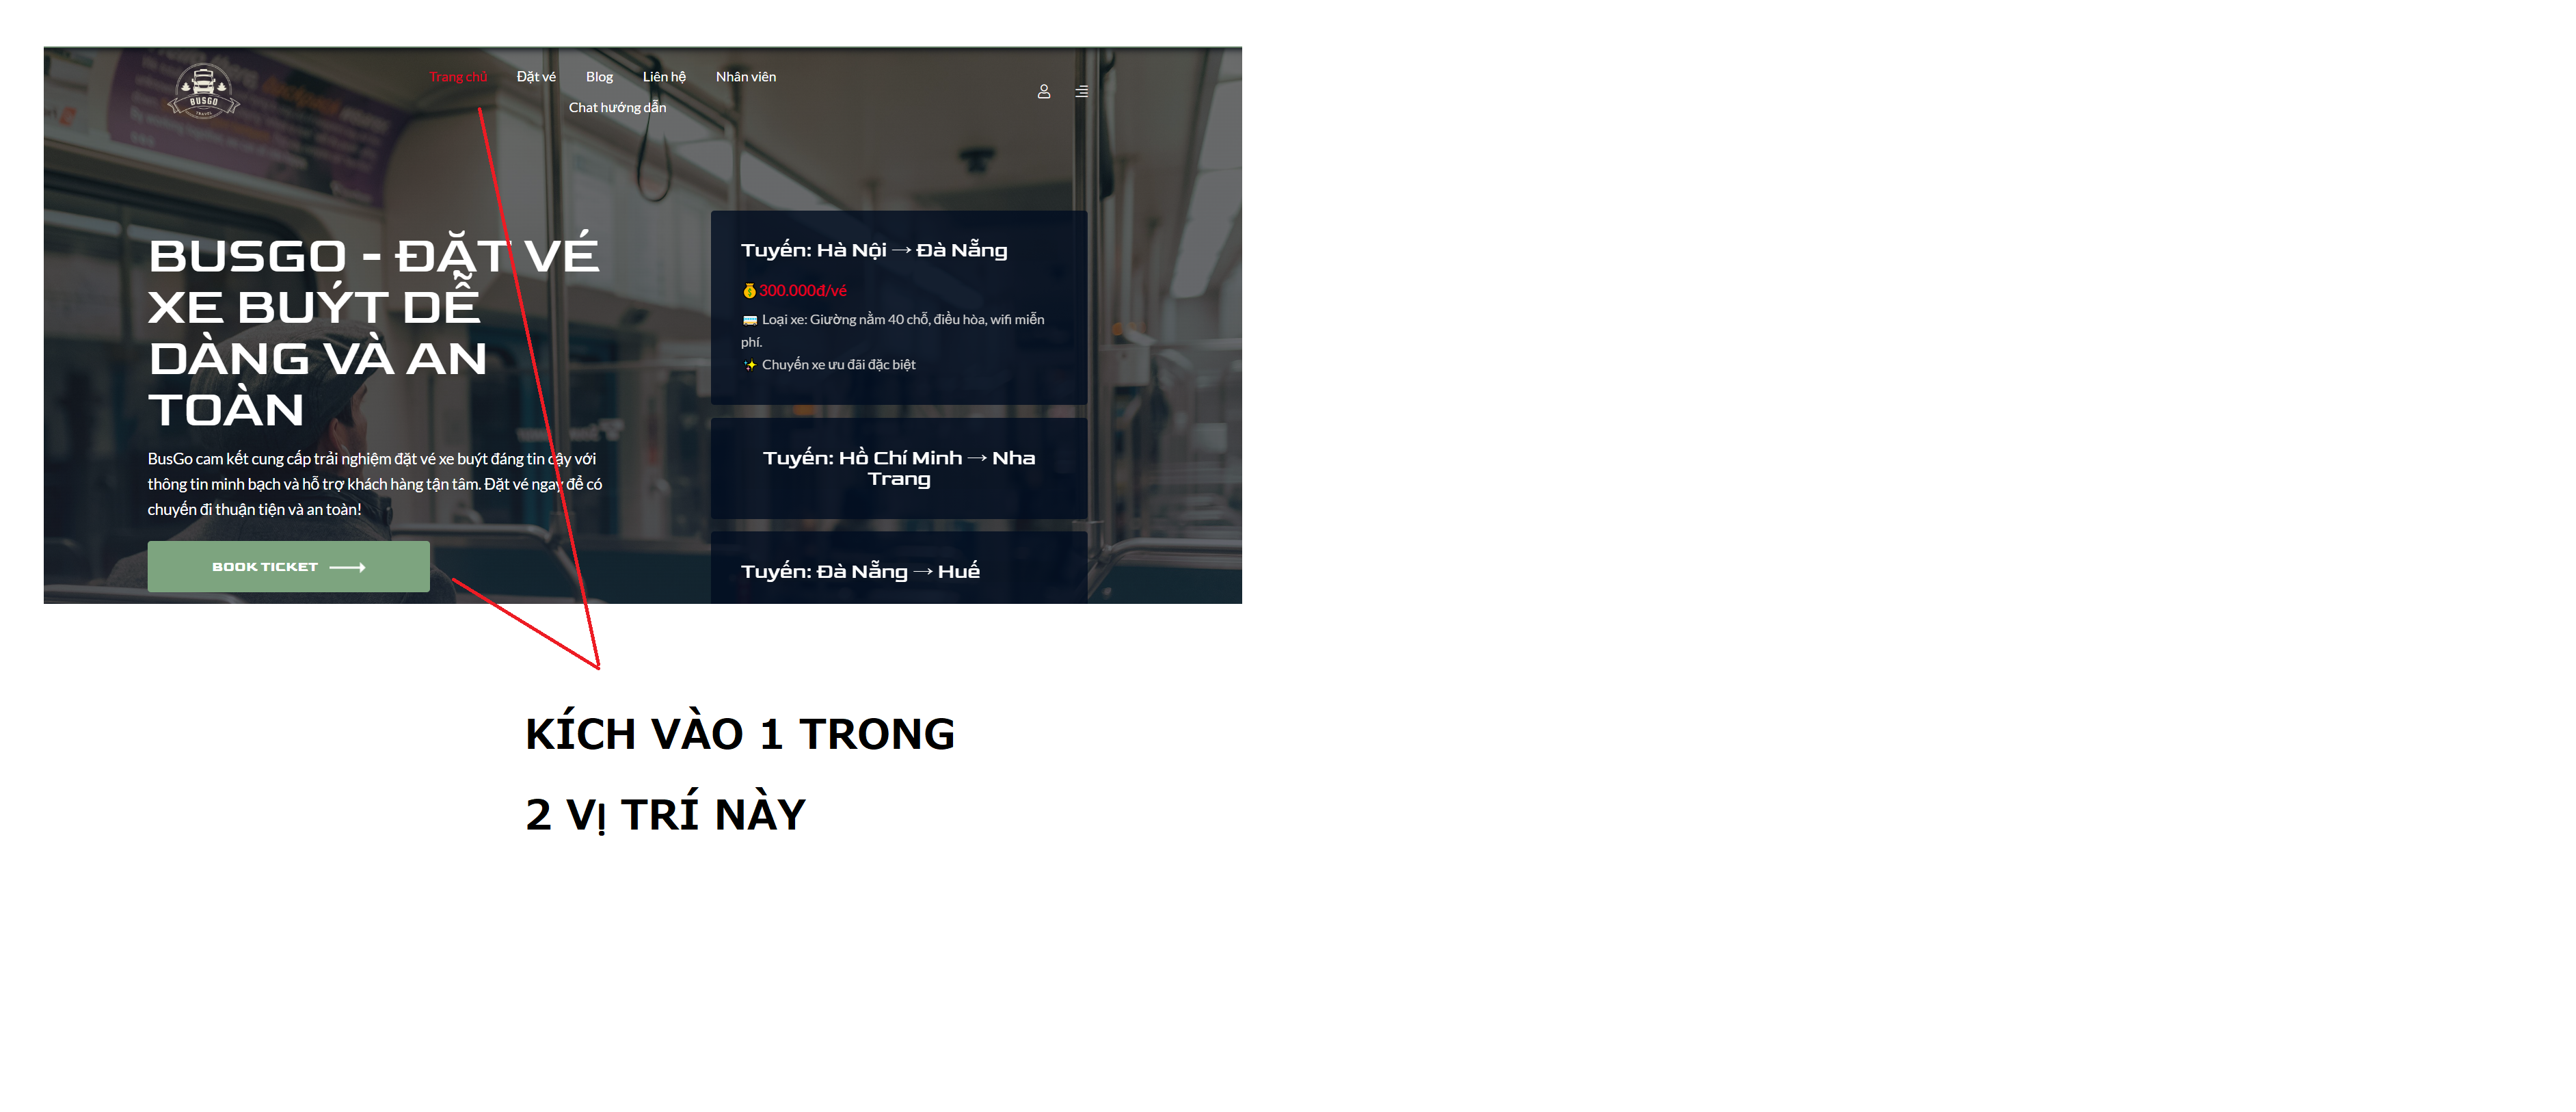 BUSGO
TRAVEL
Trang chủ Đặt vé Blog Liên hệ Nhân viên
Chat hướng dẫn
BUSGO - ĐẶT VÉ
XE BUÝT DỄ
DÀNG VÀ AN
TOÀN
BusGo cam kết cung cấp trải nghiệm đặt vé xe buýt đáng tin cậy với
thông tin minh bạch và hỗ trợ khách hàng tận tâm. Đặt vé ngay để có
chuyến đi thuận tiện và an toàn!
BOOK TICKET
Tuyến: Hà Nội → Đà Nẵng
300.000đ/vé
Loại xe: Giường nằm 40 chỗ, điều hòa, wifi miễn
phí.
Chuyến xe ưu đãi đặc biệt
Tuyến: Hồ Chí Minh → Nha
Trang
Tuyến: Đà Nẵng → Huế
KÍCH VÀO 1 TRONG
2 VỊ TRÍ NÀY